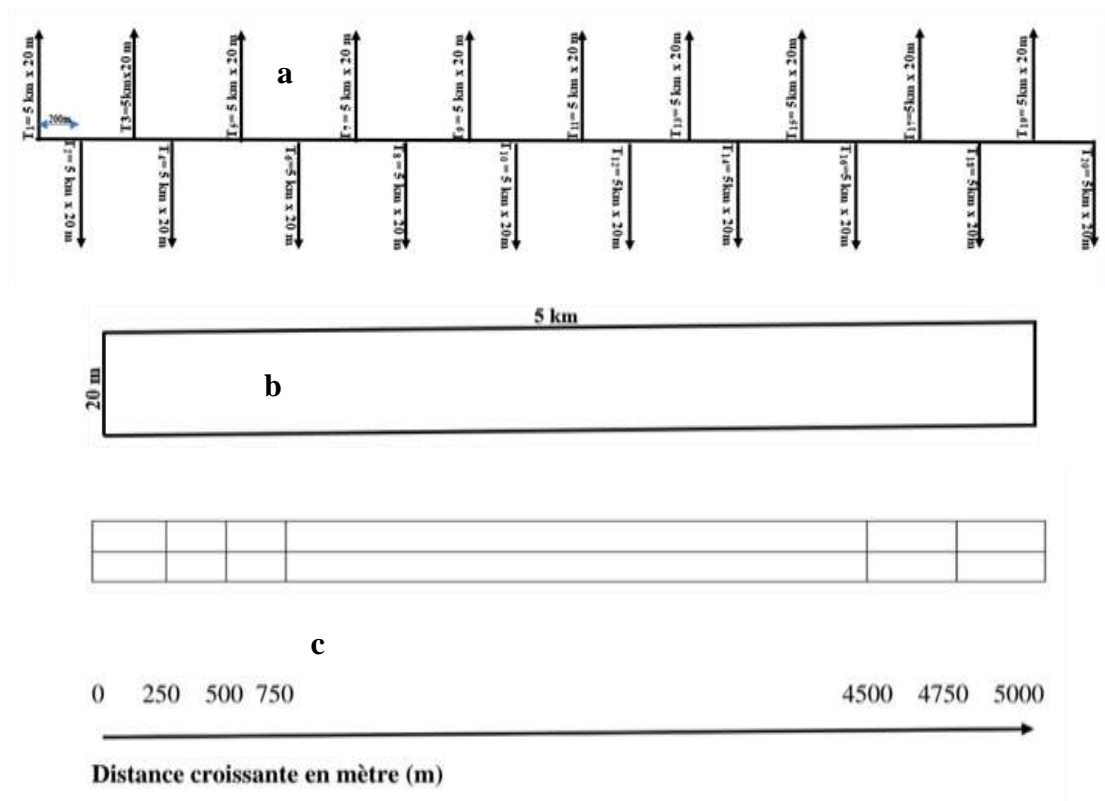 T1= 5 km x 20 m
T3=5kmx20 m
T5= 5 km x 20 m
T7= 5 km x 20 m
T9= 5 km x 20 m
T11= 5 km x 20 m
T13= 5 km x 20m
T15= 5 km x 20m
T17=5km x 20m
T19= 5km x 20m
a
200m
T2= 5 km x 20 m
T4= 5 km x 20 m
T6=5 km x 20 m
T8= 5 km x 20 m
T10= 5 km x 20 m
T12= 5km x 20m
T14= 5km x 20m
T16=5 km x 20m
T18= 5km x 20m
T20= 5km x 20m
5 km
20 m
b
c
0 250 500 750 4500 4750 5000
Distance croissante en mètre (m)